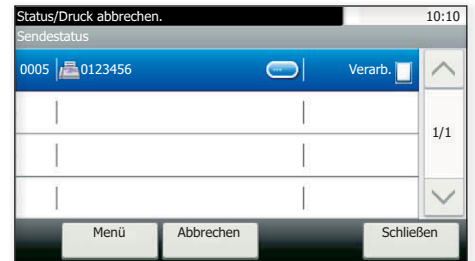 Status/Druck abbrechen. 10:10
Sendestatus
0005 0123456 Verarb.
1/1
Menü Abbrechen Schließen